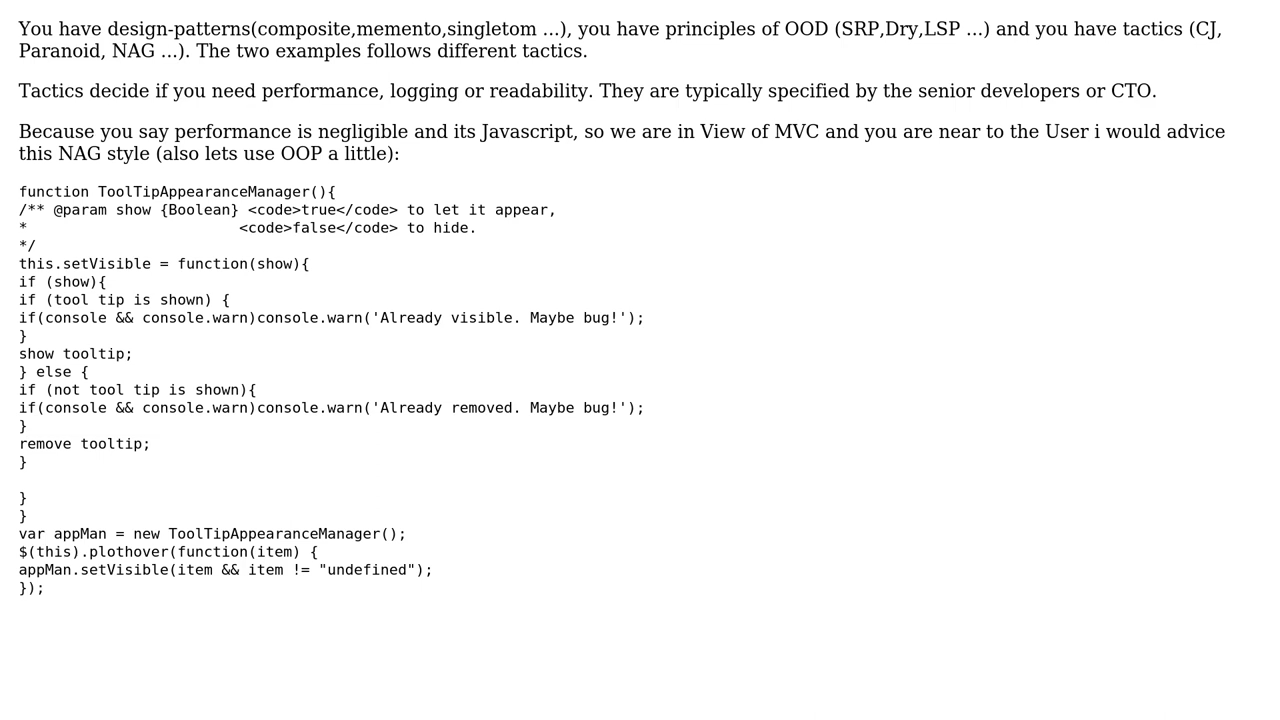 You have design-patterns(composite,memento,singletom ...), you have principles of OOD (SRP,Dry,LSP ...) and you have tactics (CJ,
Paranoid, NAG ...). The two examples follows different tactics.
Tactics decide if you need performance, logging or readability. They are typically specified by the senior developers or CTO.
Because you say performance is negligible and its Javascript, so we are in View of MVC and you are near to the User i would advice
this NAG style (also lets use OOP a little):
function ToolTipAppearanceManager(){
/** @param show {Boolean} <code>true</code> to let it appear,
*                        <code>false</code> to hide.
*/
this.setVisible = function(show){
if (show){
if (tool tip is shown) {
if(console && console.warn)console.warn('Already visible. Maybe bug!');
}
show tooltip;
} else {
if (not tool tip is shown){
if(console && console.warn)console.warn('Already removed. Maybe bug!');
}
remove tooltip;
}
}
}
var appMan = new ToolTipAppearanceManager();
$(this).plothover(function(item) {
appMan.setVisible(item && item != "undefined");
});